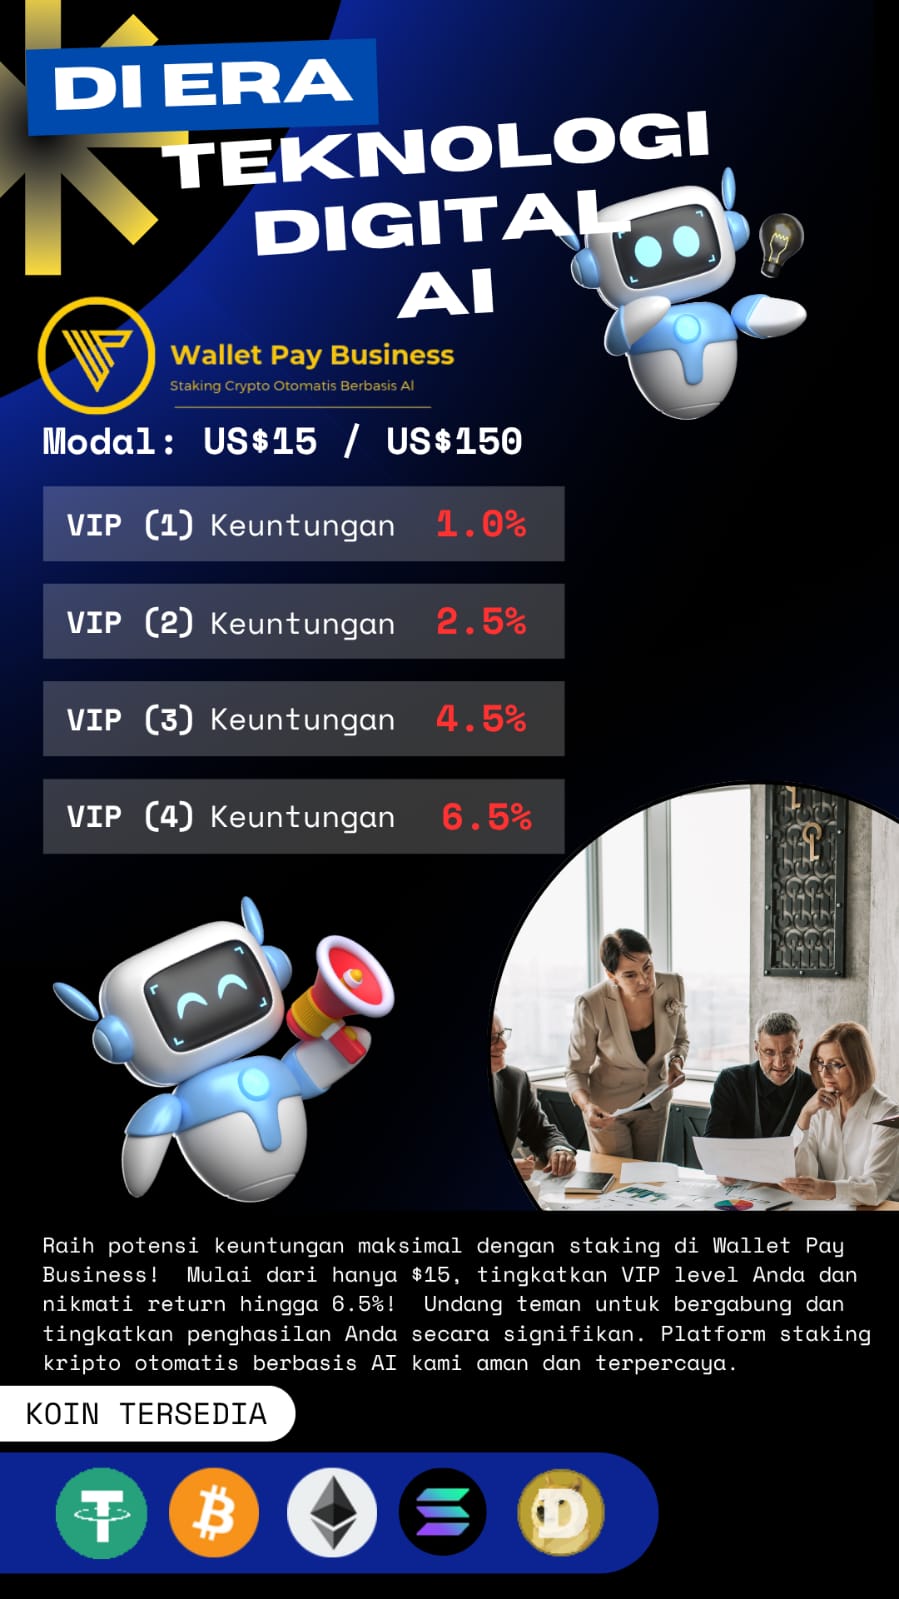 DI ERA
TEKNOLOGI
DIGITAL
AI
Wallet Pay Business
Staking Crypto Otomatis Berbasis AI
Modal: US$15 / US$150
VIP (1) Keuntungan 1.0%
VIP (2) Keuntungan 2.5%
VIP (3) Keuntungan 4.5%
VIP (4) Keuntungan 6.5%
Raih potensi keuntungan maksimal dengan staking di Wallet Pay
Business! Mulai dari hanya $15, tingkatkan VIP level Anda dan
nikmati return hingga 6.5%! Undang teman untuk bergabung dan
tingkatkan penghasilan Anda secara signifikan. Platform staking
kripto otomatis berbasis AI kami aman dan terpercaya.
KOIN TERSEDIA